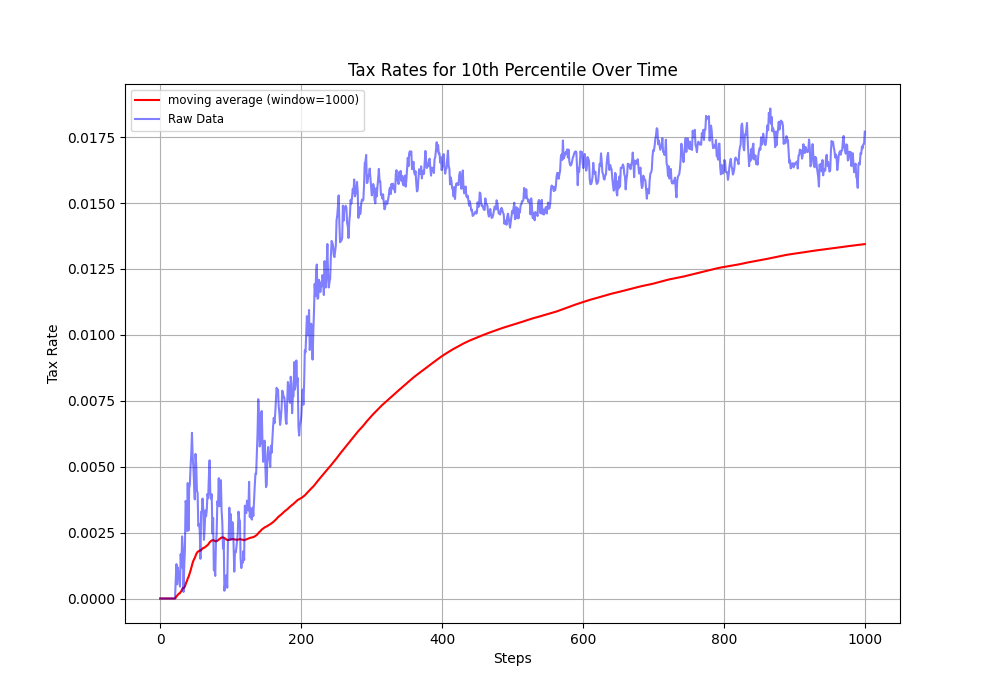 Tax Rates for 10th Percentile Over Time
moving average (window=1000)
Raw Data
0.0175
0.0150
0.0125
0.0100
0.0075
0.0050
0.0025
0.0000
Tax Rate
0 200 400 600 800 1000
Steps